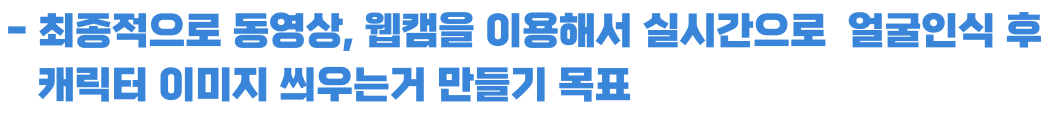 - 최종적으로 동영상, 웹캠을 이용해서 실시간으로 얼굴인식 후
캐릭터 이미지 씌우는거 만들기 목표